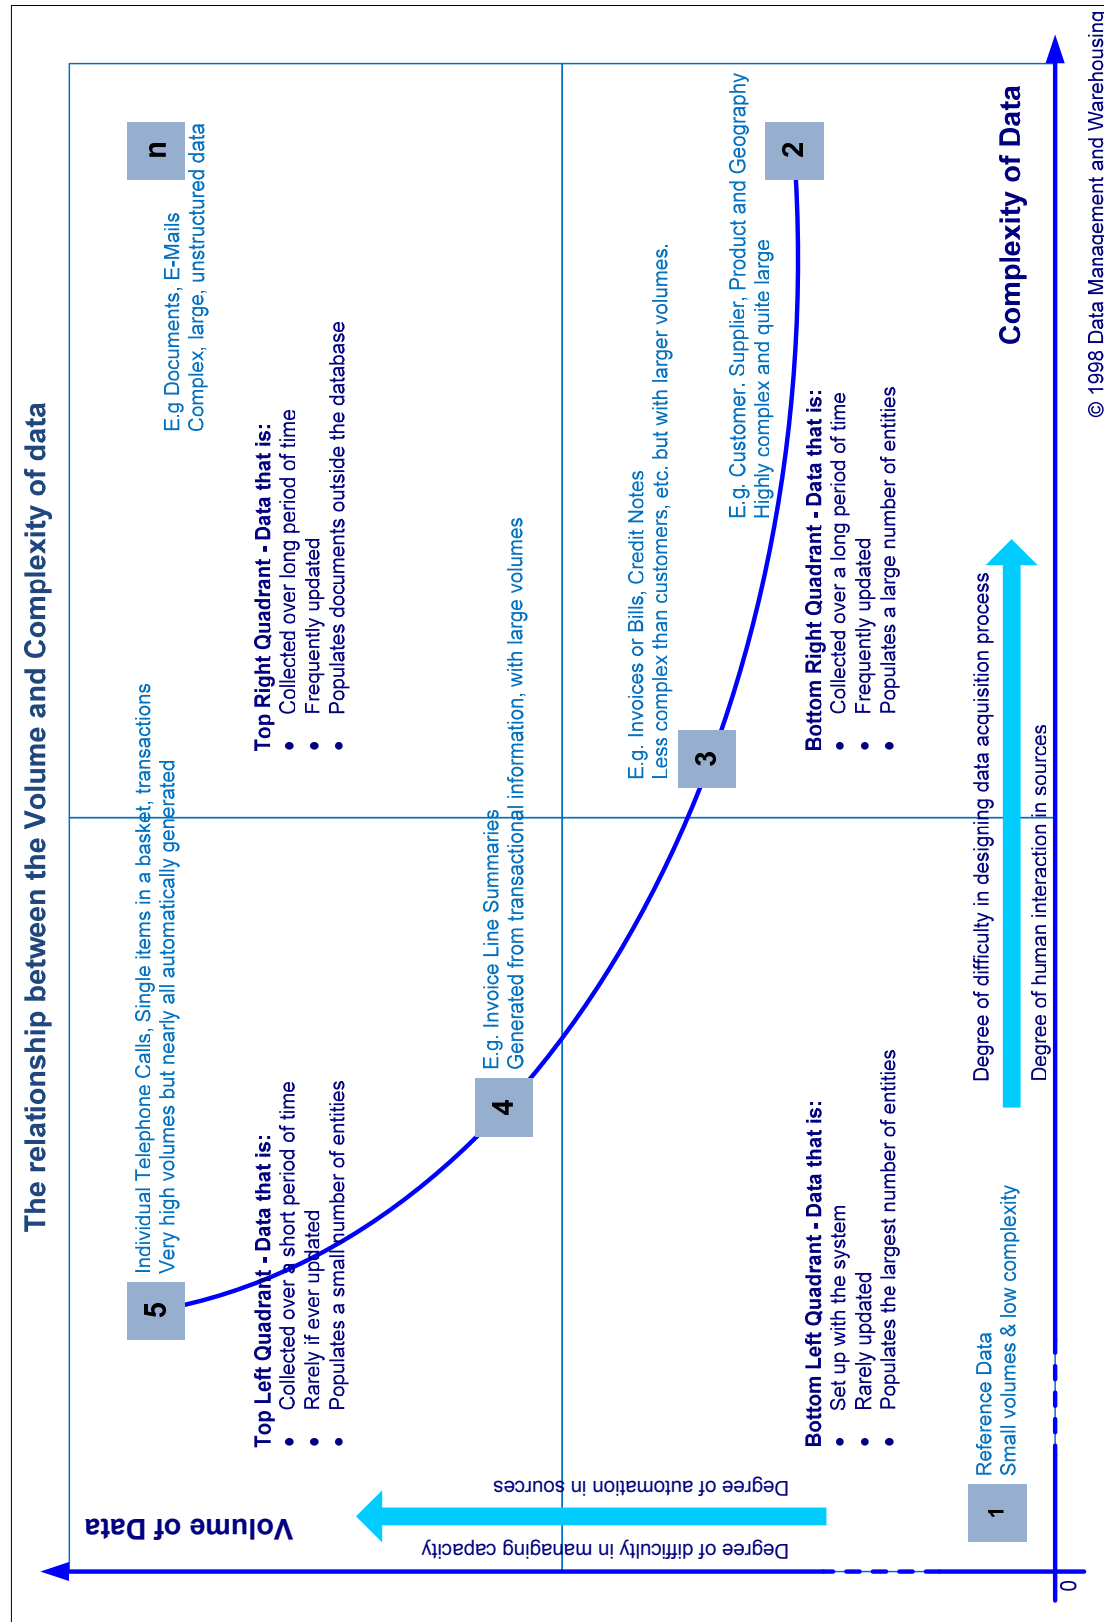 The relationship between the Volume and Complexity of data
Volume of Data
Degree of difficulty in managing capacity
Degree of automation in sources
5
Individual Telephone Calls, Single items in a basket, transactions
Very high volumes but nearly all automatically generated
n
E.g Documents, E-Mails
Complex, large, unstructured data
Top Left Quadrant - Data that is:
• Collected over a short period of time
• Rarely if ever updated
• Populates a small number of entities
Top Right Quadrant - Data that is:
• Collected over long period of time
• Frequently updated
• Populates documents outside the database
4
E.g. Invoice Line Summaries
Generated from transactional information, with large volumes
E.g. Invoices or Bills, Credit Notes
Less complex than customers, etc. but with larger volumes.
3
E.g. Customer. Supplier, Product and Geography
Highly complex and quite large
2
Bottom Left Quadrant - Data that is:
• Set up with the system
• Rarely updated
• Populates the largest number of entities
Bottom Right Quadrant - Data that is:
• Collected over a long period of time
• Frequently updated
• Populates a large number of entities
1
Reference Data
Small volumes & low complexity
Degree of difficulty in designing data acquisition process
Degree of human interaction in sources
Complexity of Data
0
© 1998 Data Management and Warehousing